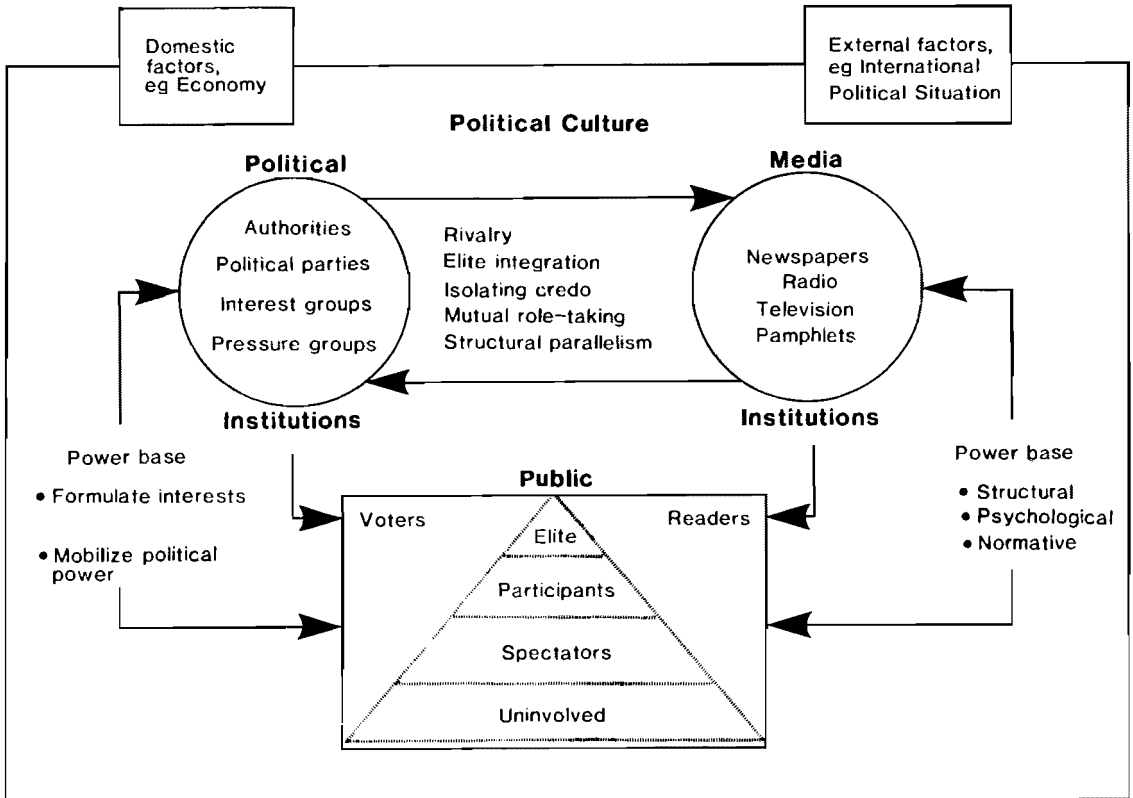 Domestic
factors,
eg Economy
External factors,
eg International
Political Situation
Political Culture
Political
Media
Authorities
Political parties
Interest groups
Pressure groups
Rivalry
Elite integration
Isolating credo
Mutual role-taking
Structural parallelism
Newspapers
Radio
Television
Pamphlets
Institutions
Institutions
Power base
• Formulate interests
• Mobilize political
power
Power base
• Structural
• Psychological
• Normative
Public
Voters
Readers
Elite
Participants
Spectators
Uninvolved